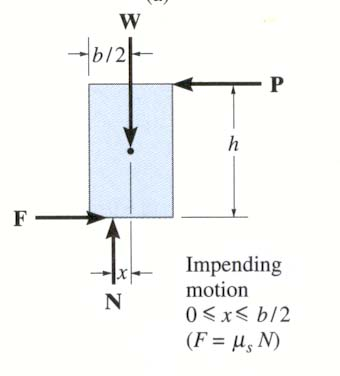 W
b/2
P
h
F
x
N
Impending
motion
0 ⩽ x ⩽ b/2
(F = μₛ N)